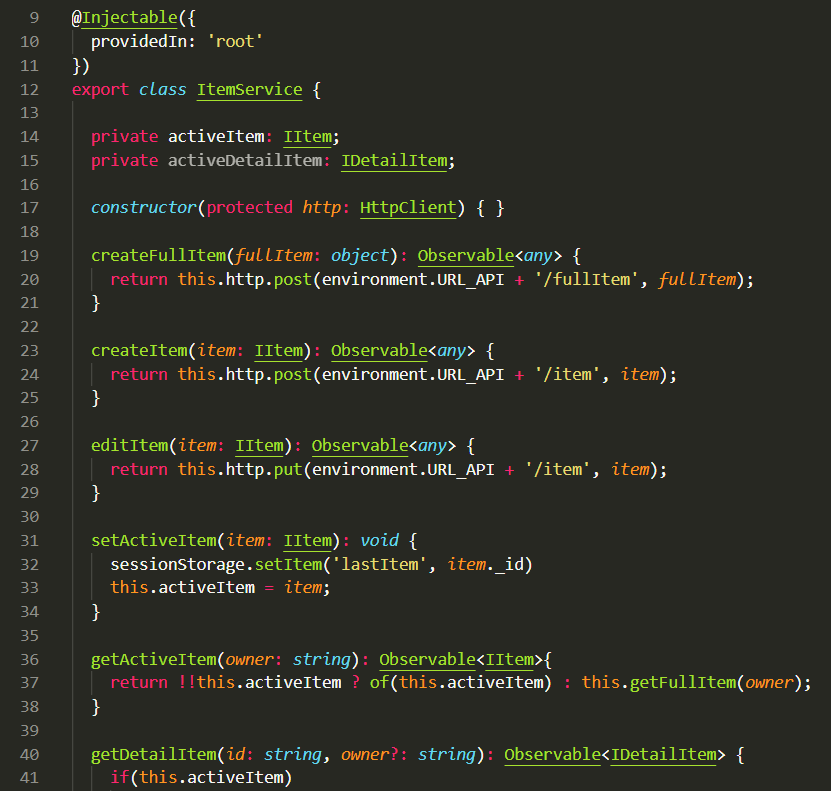 9 @Injectable({
10 providedIn: 'root'
11 })
12 export class ItemService {
13
14 private activeItem: IItem;
15 private activeDetailItem: IDetailItem;
16
17 constructor(protected http: HttpClient) { }
18
19 createFullItem(fullItem: object): Observable<any> {
20 return this.http.post(environment.URL_API + '/fullItem', fullItem);
21 }
22
23 createItem(item: IItem): Observable<any> {
24 return this.http.post(environment.URL_API + '/item', item);
25 }
26
27 editItem(item: IItem): Observable<any> {
28 return this.http.put(environment.URL_API + '/item', item);
29 }
30
31 setActiveItem(item: IItem): void {
32 sessionStorage.setItem('lastItem', item._id)
33 this.activeItem = item;
34 }
35
36 getActiveItem(owner: string): Observable<IItem>{
37 return !!this.activeItem ? of(this.activeItem) : this.getFullItem(owner);
38 }
39
40 getDetailItem(id: string, owner?: string): Observable<IDetailItem> {
41 if(this.activeItem)